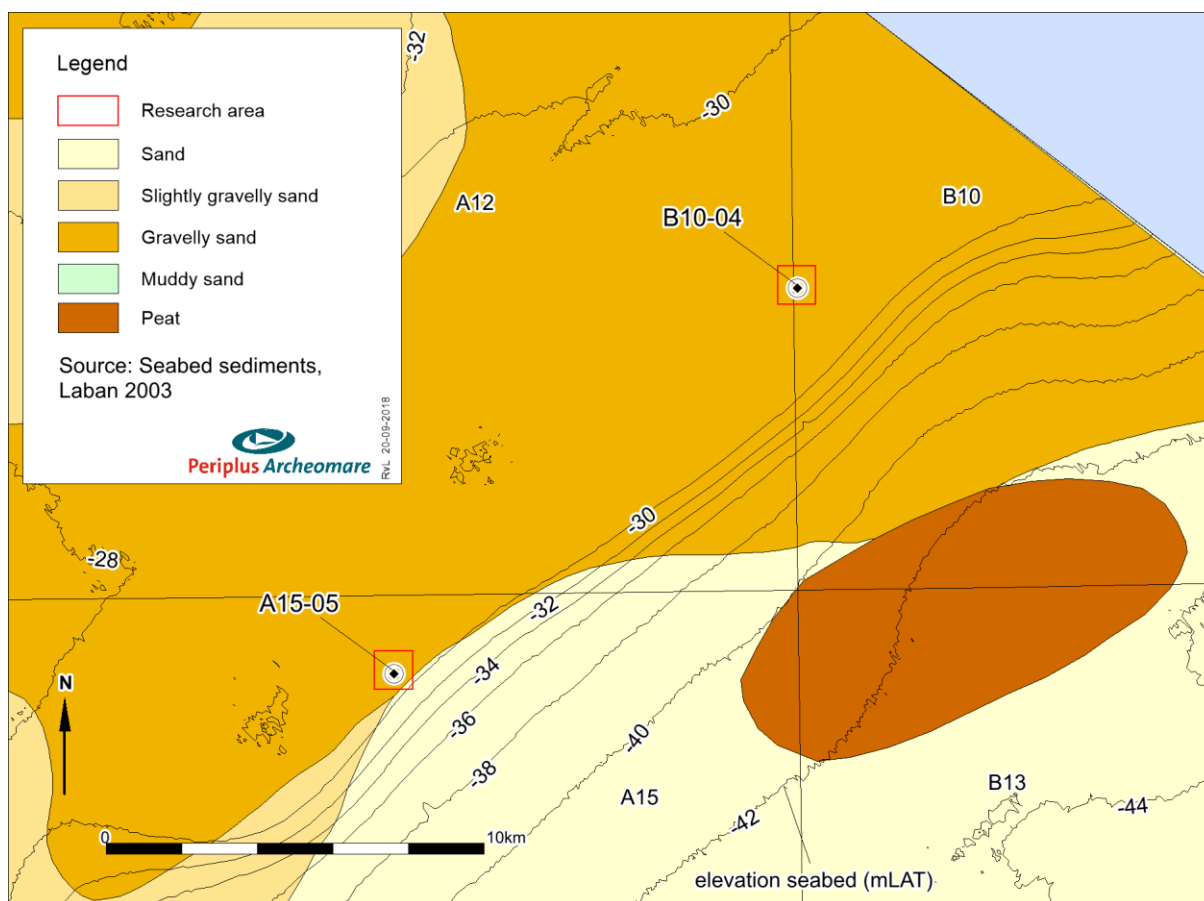 Legend
Research area
Sand
Slightly gravelly sand
Gravelly sand
Muddy sand
Peat
Source: Seabed sediments,
Laban 2003
Periplus Archeomare
RvL 20-09-2018
-32
-30
A12
B10
B10-04
-30
-28
A15-05
-32
-34
-36
-38
-40
-42
-44
N
A15
B13
0
10km
elevation seabed (mLAT)